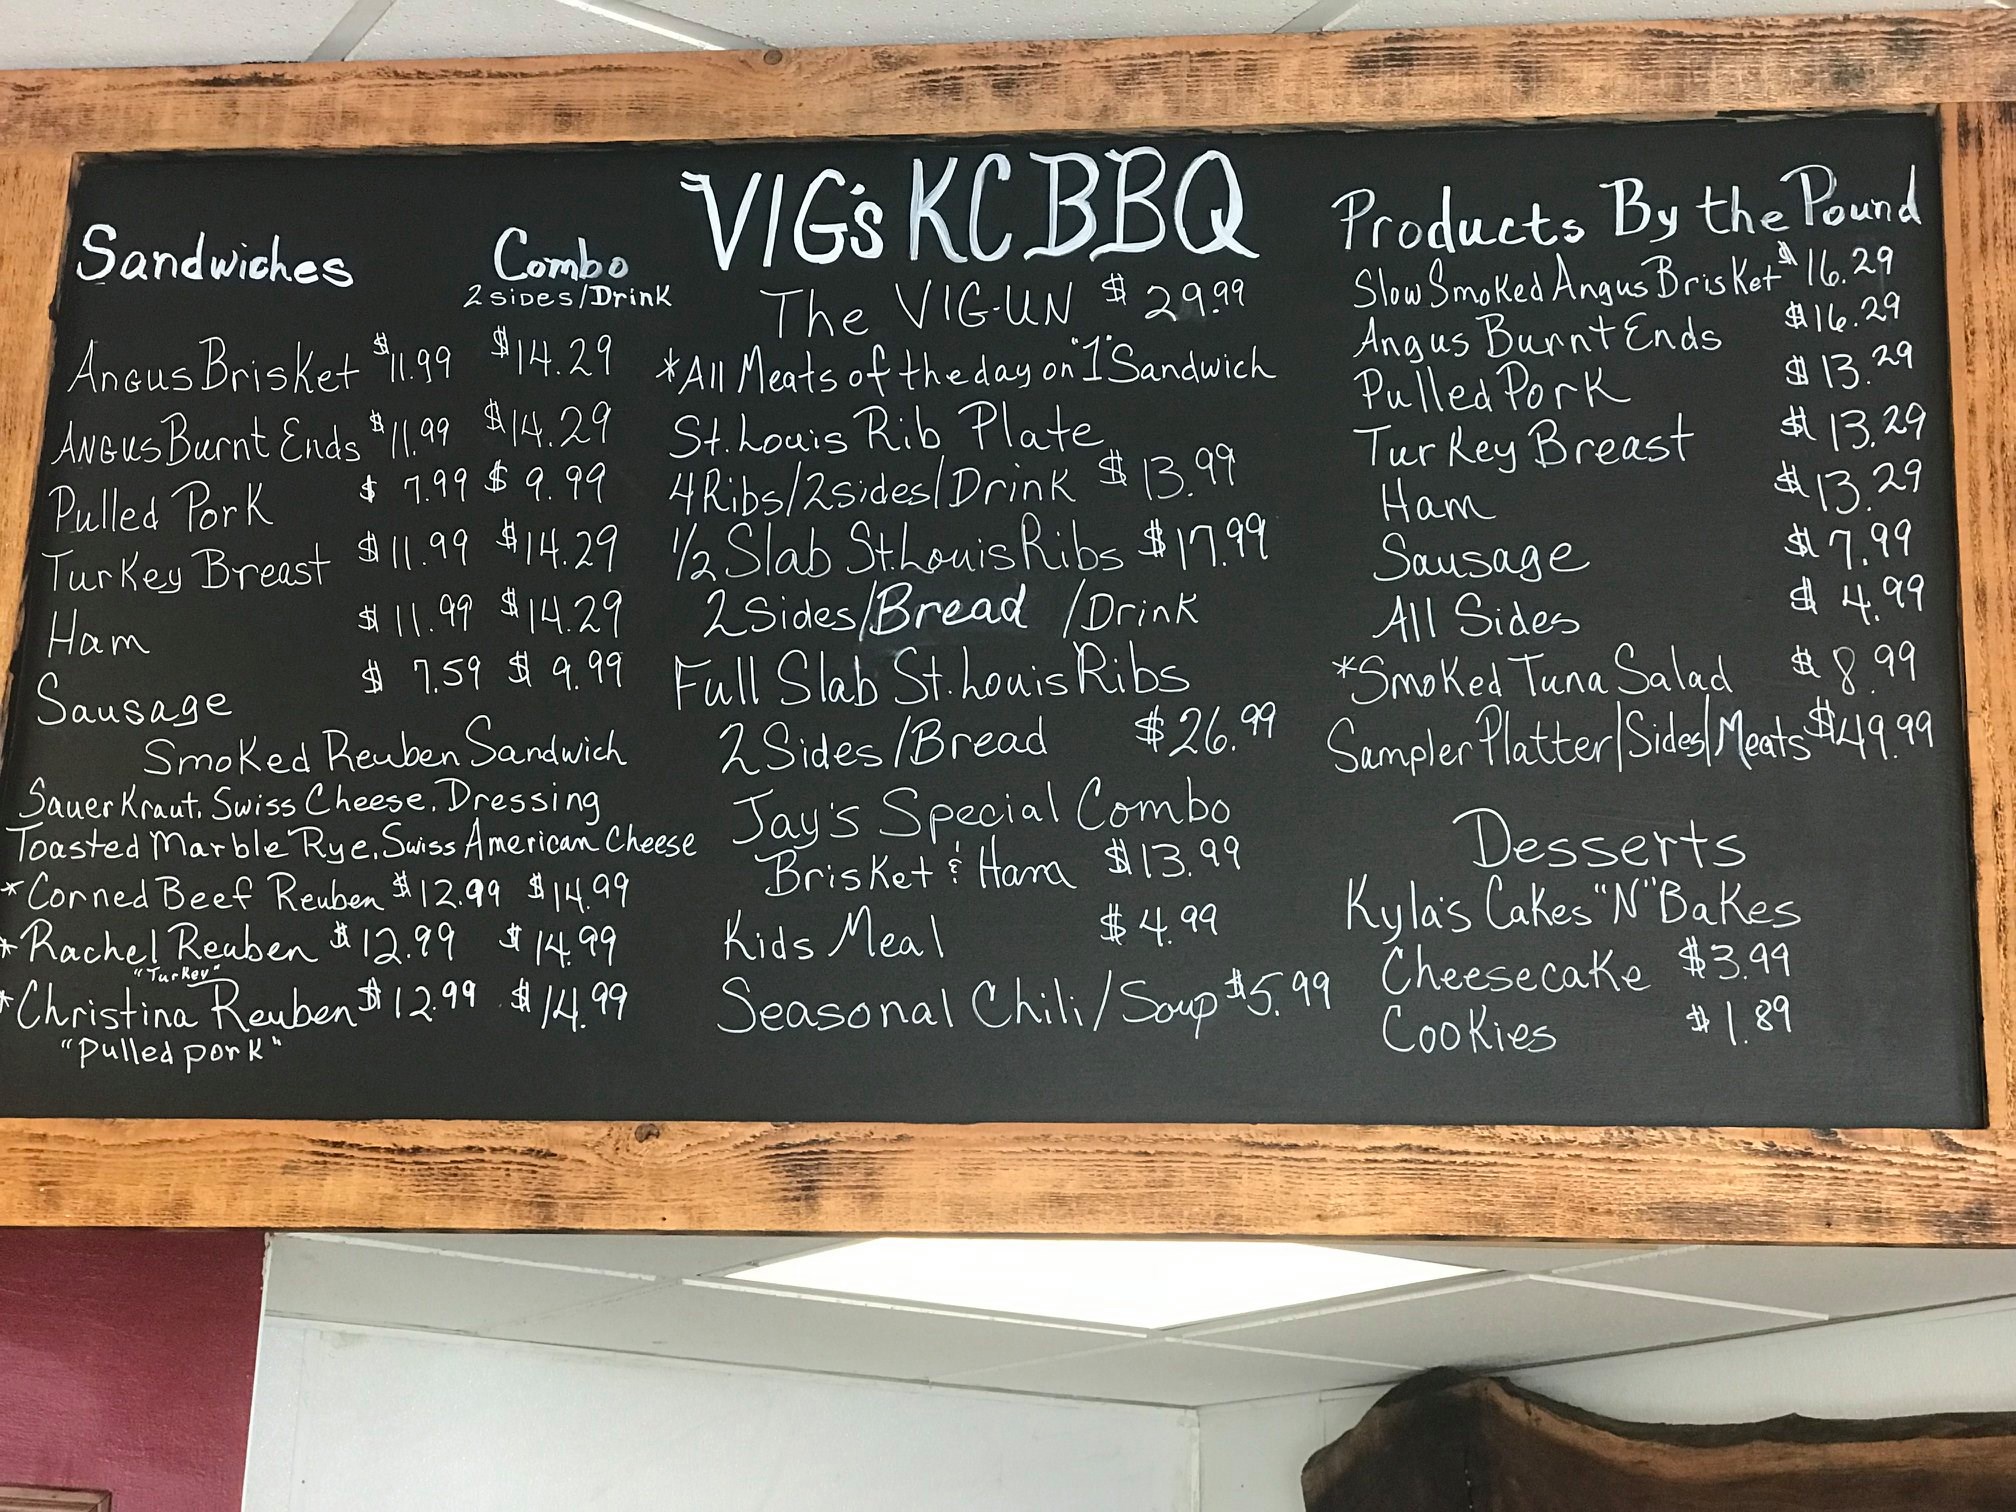 VIG's KC BBQ
Sandwiches Combo
2 sides/Drink
Angus Brisket $11.99 $14.29
Angus Burnt Ends $11.99 $14.29
Pulled Pork $7.99 $9.99
Turkey Breast $11.99 $14.29
Ham $11.99 $14.29
Sausage $7.59 $9.99
Smoked Reuben Sandwich
Sauerkraut, Swiss Cheese, Dressing
Toasted Marble Rye, Swiss American Cheese
*Corned Beef Reuben $12.99 $14.99
*Rachel Reuben $12.99 $14.99
"Turkey"
*Christina Reuben $12.99 $14.99
"Pulled pork"
The VIG-UN $29.99
*All Meats of the day on "1" Sandwich
St. Louis Rib Plate
4 Ribs/2 sides/Drink $13.99
1/2 Slab St. Louis Ribs $17.99
2 Sides/Bread /Drink
Full Slab St. Louis Ribs
2 Sides/Bread $26.99
Jay's Special Combo
Brisket & Ham $13.99
Kids Meal $4.99
Seasonal Chili/Soup $5.99
Products By the Pound
Slow Smoked Angus Brisket $16.29
Angus Burnt Ends $16.29
Pulled Pork $13.29
Turkey Breast $13.29
Ham $13.29
Sausage $7.99
All Sides $4.99
*Smoked Tuna Salad $8.99
Sampler Platter/Sides/Meats $49.99
Desserts
Kyla's Cakes "N" Bakes
Cheesecake $3.99
Cookies $1.89